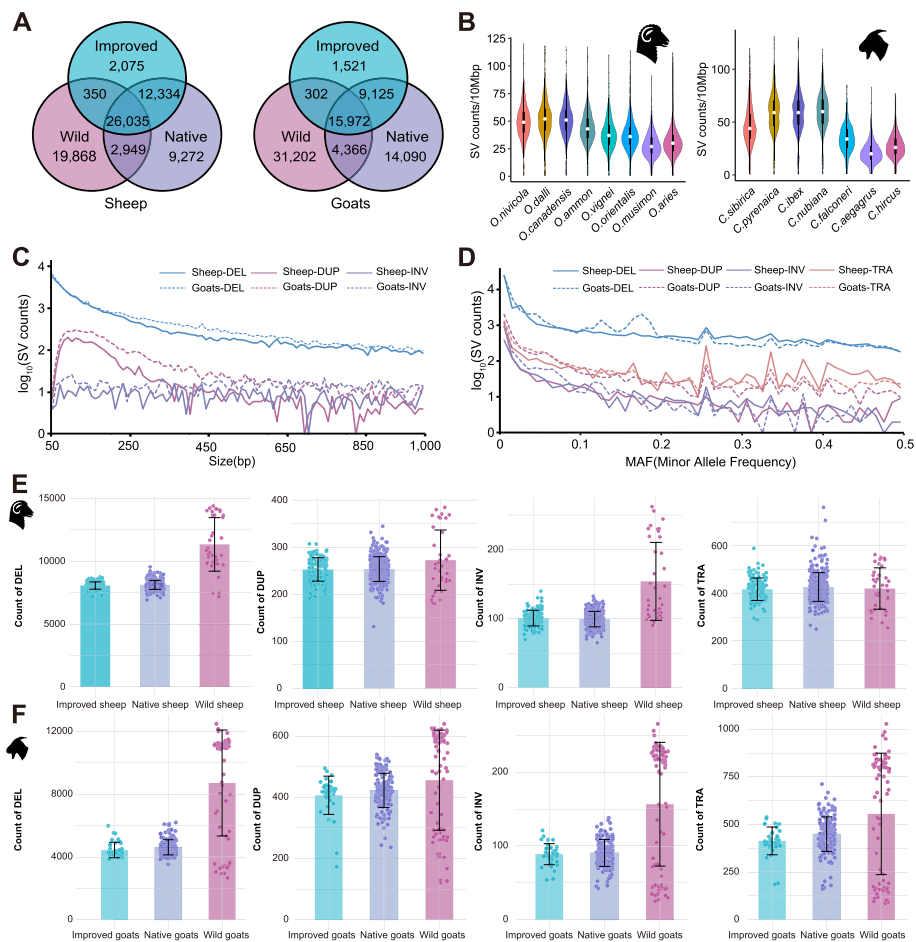 A
Improved
2,075
350
12,334
26,035
Wild
19,868
2,949
Native
9,272
Sheep
Improved
1,521
302
9,125
15,972
Wild
31,202
4,366
Native
14,090
Goats
B
SV counts/10Mbp
125
100
75
50
25
0
O.nivicola
O.dalli
O.canadensis
O.ammon
O.vignei
O.orientalis
O.musimon
O.aries
SV counts/10Mbp
100
50
0
C.sibirica
C.pyrenaica
C.ibex
C.nubiana
C.falconeri
C.aegagrus
C.hircus
C
Sheep-DEL Sheep-DUP Sheep-INV
Goats-DEL Goats-DUP Goats-INV
log10(SV counts)
4
3
2
1
0
50 250 450 650 850 1,000
Size(bp)
D
Sheep-DEL Sheep-DUP Sheep-INV Sheep-TRA
Goats-DEL Goats-DUP Goats-INV Goats-TRA
log10(SV counts)
4
3
2
1
0
0 0.1 0.2 0.3 0.4 0.5
MAF(Minor Allele Frequency)
E
Count of DEL
15000
10000
5000
0
Improved sheep Native sheep Wild sheep
Count of DUP
400
300
200
100
0
Improved sheep Native sheep Wild sheep
Count of INV
200
100
0
Improved sheep Native sheep Wild sheep
Count of TRA
600
400
200
0
Improved sheep Native sheep Wild sheep
F
Count of DEL
12000
8000
4000
0
Improved goats Native goats Wild goats
Count of DUP
600
400
200
0
Improved goats Native goats Wild goats
Count of INV
200
100
0
Improved goats Native goats Wild goats
Count of TRA
1000
750
500
250
0
Improved goats Native goats Wild goats